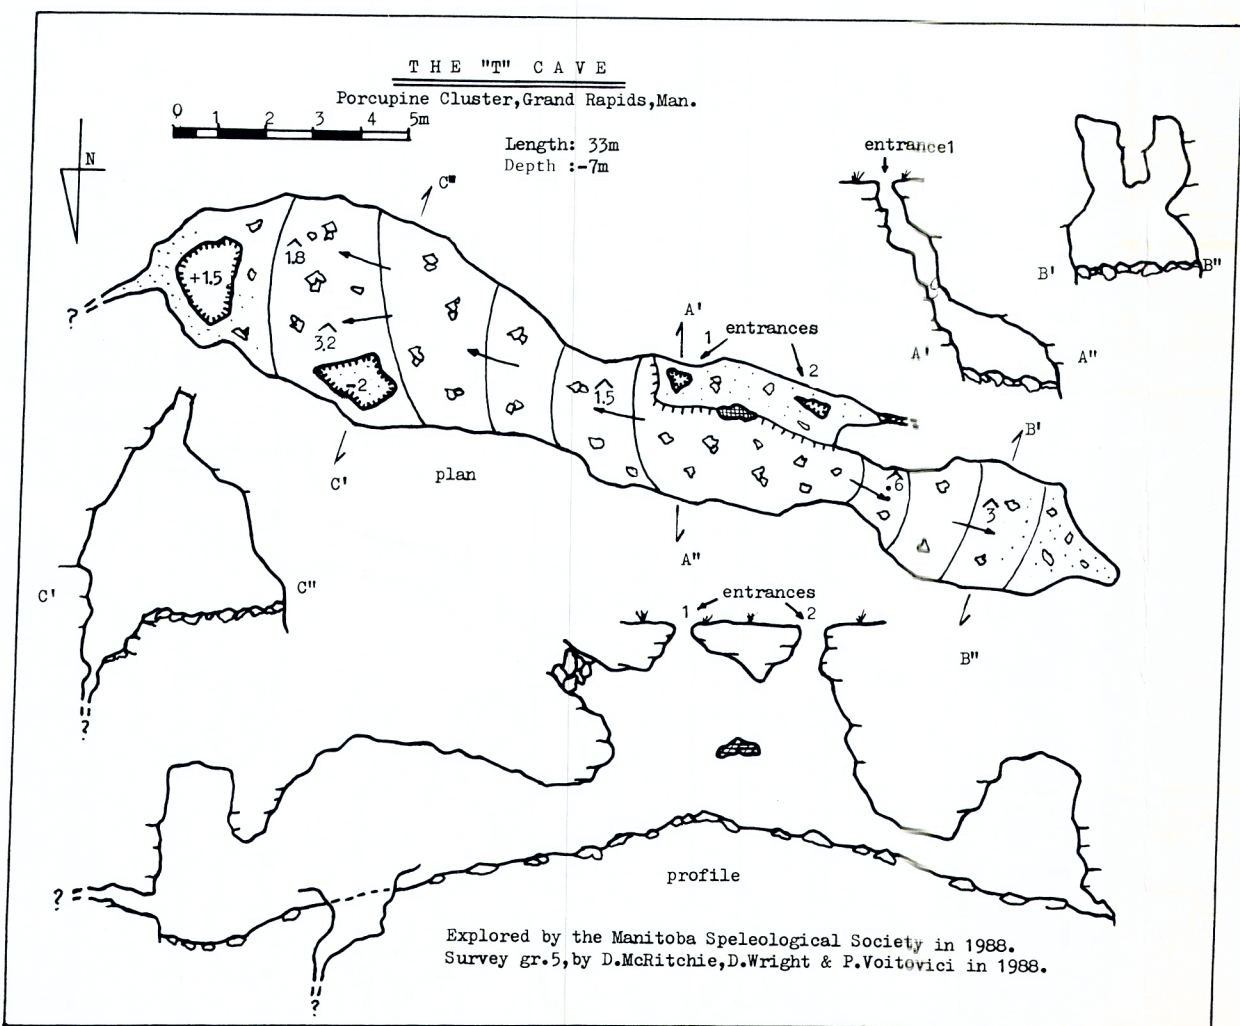 THE "T" CAVE
Porcupine Cluster,Grand Rapids,Man.
0 1 2 3 4 5m
Length: 33m
Depth :-7m
N
entrance1
C"
B' B"
+1.5
1.8
?
3.2
-2
A'
1 entrances
2
A' A"
1.5
C'
plan
B'
.6
3
A"
C' C"
entrances
1 2
B"
?
profile
?
Explored by the Manitoba Speleological Society in 1988.
Survey gr.5,by D.McRitchie,D.Wright & P.Voitovici in 1988.
?